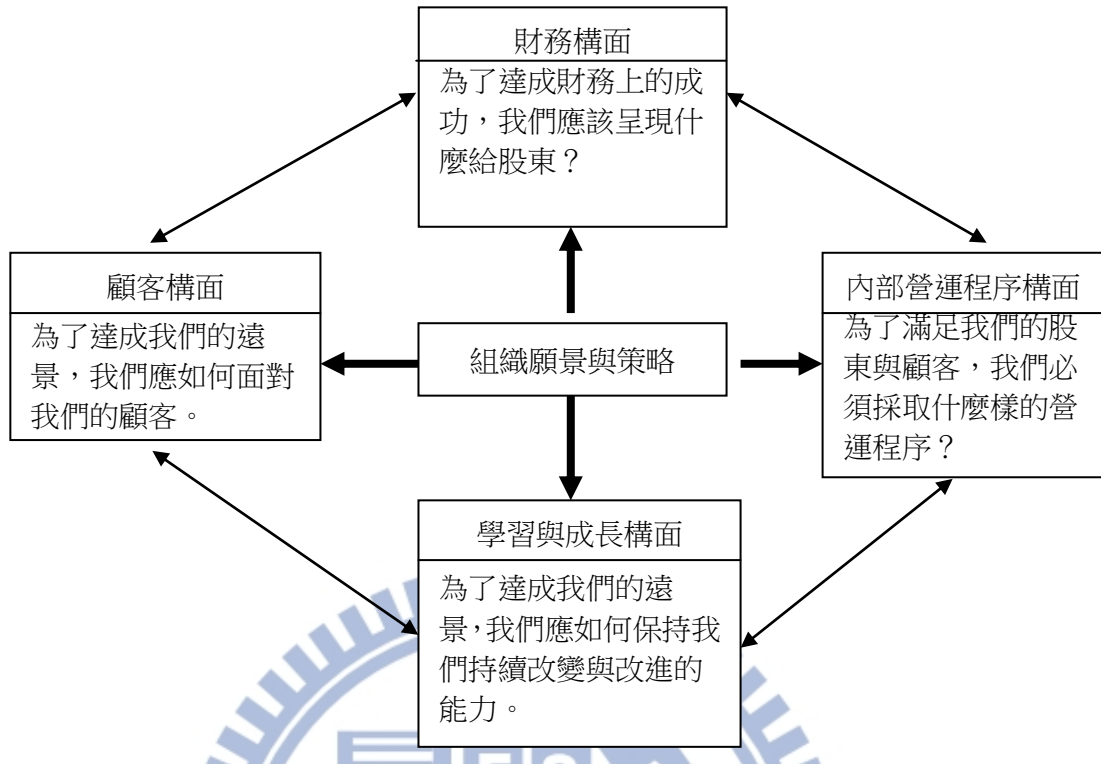 財務構面
為了達成財務上的成
功，我們應該呈現什
麼給股東？
顧客構面
為了達成我們的遠
景，我們應如何面對
我們的顧客。
組織願景與策略
內部營運程序構面
為了滿足我們的股
東與顧客，我們必
須採取什麼樣的營
運程序？
學習與成長構面
為了達成我們的遠
景，我們應如何保持我
們持續改變與改進的
能力。